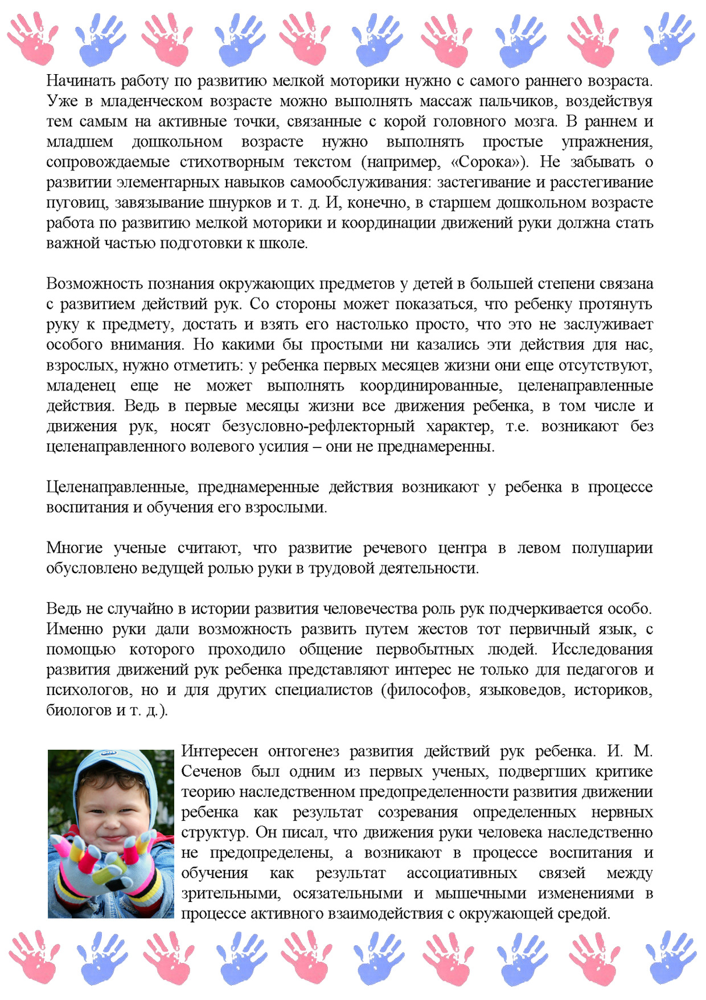 Начинать работу по развитию мелкой моторики нужно с самого раннего возраста.
Уже в младенческом возрасте можно выполнять массаж пальчиков, воздействуя
тем самым на активные точки, связанные с корой головного мозга. В раннем и
младшем дошкольном возрасте нужно выполнять простые упражнения,
сопровождаемые стихотворным текстом (например, «Сорока»). Не забывать о
развитии элементарных навыков самообслуживания: застегивание и расстегивание
пуговиц, завязывание шнурков и т. д. И, конечно, в старшем дошкольном возрасте
работа по развитию мелкой моторики и координации движений руки должна стать
важной частью подготовки к школе.
Возможность познания окружающих предметов у детей в большей степени связана
с развитием действий рук. Со стороны может показаться, что ребенку протянуть
руку к предмету, достать и взять его настолько просто, что это не заслуживает
особого внимания. Но какими бы простыми ни казались эти действия для нас,
взрослых, нужно отметить: у ребенка первых месяцев жизни они еще отсутствуют,
младенец еще не может выполнять координированные, целенаправленные
действия. Ведь в первые месяцы жизни все движения ребенка, в том числе и
движения рук, носят безусловно-рефлекторный характер, т.е. возникают без
целенаправленного волевого усилия – они не преднамеренны.
Целенаправленные, преднамеренные действия возникают у ребенка в процессе
воспитания и обучения его взрослыми.
Многие ученые считают, что развитие речевого центра в левом полушарии
обусловлено ведущей ролью руки в трудовой деятельности.
Ведь не случайно в истории развития человечества роль рук подчеркивается особо.
Именно руки дали возможность развить путем жестов тот первичный язык, с
помощью которого проходило общение первобытных людей. Исследования
развития движений рук ребенка представляют интерес не только для педагогов и
психологов, но и для других специалистов (философов, языковедов, историков,
биологов и т. д.).
Интересен онтогенез развития действий рук ребенка. И. М.
Сеченов был одним из первых ученых, подвергших критике
теорию наследственном предопределенности развития движении
ребенка как результат созревания определенных нервных
структур. Он писал, что движения руки человека наследственно
не предопределены, а возникают в процессе воспитания и
обучения как результат ассоциативных связей между
зрительными, осязательными и мышечными изменениями в
процессе активного взаимодействия с окружающей средой.